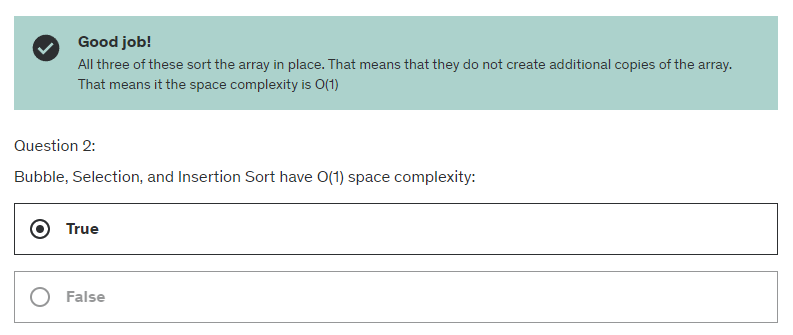 Good job!
All three of these sort the array in place. That means that they do not create additional copies of the array.
That means it the space complexity is O(1)
Question 2:
Bubble, Selection, and Insertion Sort have O(1) space complexity:
True
False